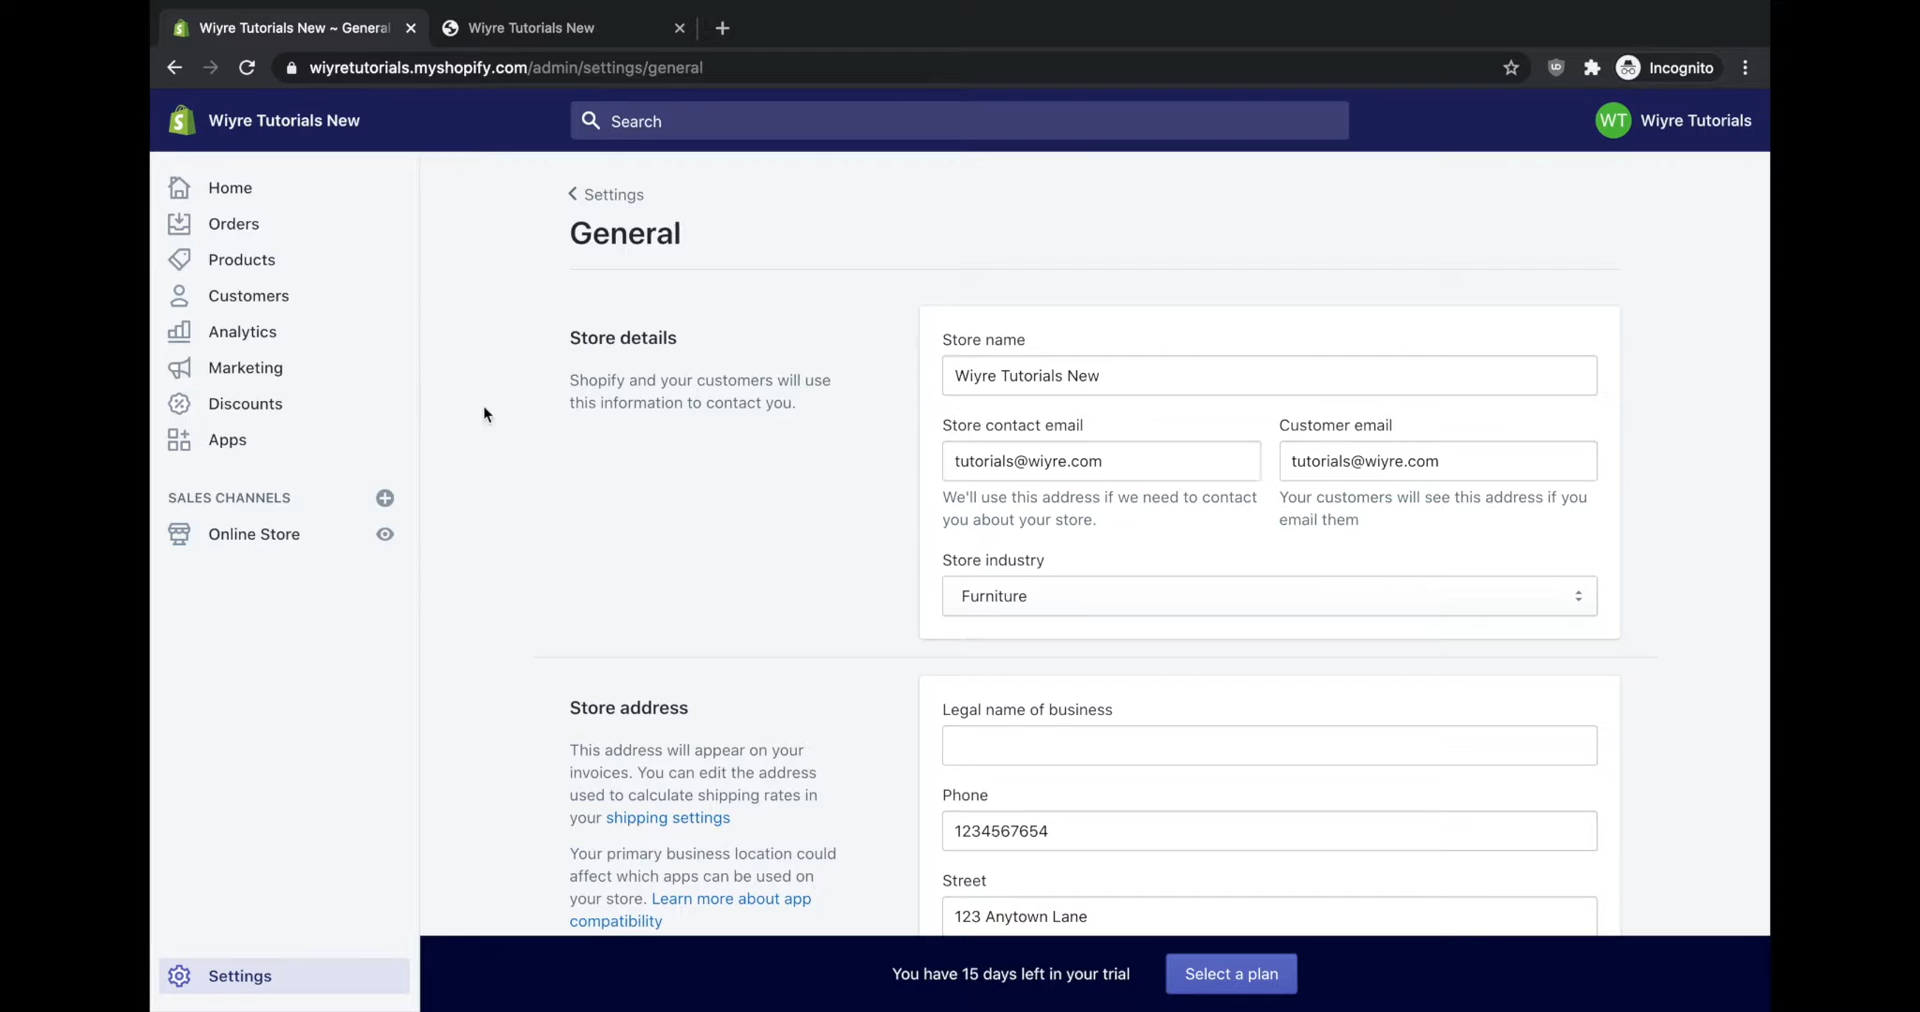 Wiyre Tutorials New ~ General
Wiyre Tutorials New
wiyretutorials.myshopify.com/admin/settings/general
Incognito
Wiyre Tutorials New
Search
WT
Wiyre Tutorials
Home
Orders
Products
Customers
Analytics
Marketing
Discounts
Apps
SALES CHANNELS
Online Store
Settings
Settings
General
Store details
Shopify and your customers will use
this information to contact you.
Store name
Wiyre Tutorials New
Store contact email
tutorials@wiyre.com
We'll use this address if we need to contact
you about your store.
Customer email
tutorials@wiyre.com
Your customers will see this address if you
email them
Store industry
Furniture
Store address
This address will appear on your
invoices. You can edit the address
used to calculate shipping rates in
your shipping settings
Your primary business location could
affect which apps can be used on
your store. Learn more about app
compatibility
Legal name of business
Phone
1234567654
Street
123 Anytown Lane
You have 15 days left in your trial
Select a plan